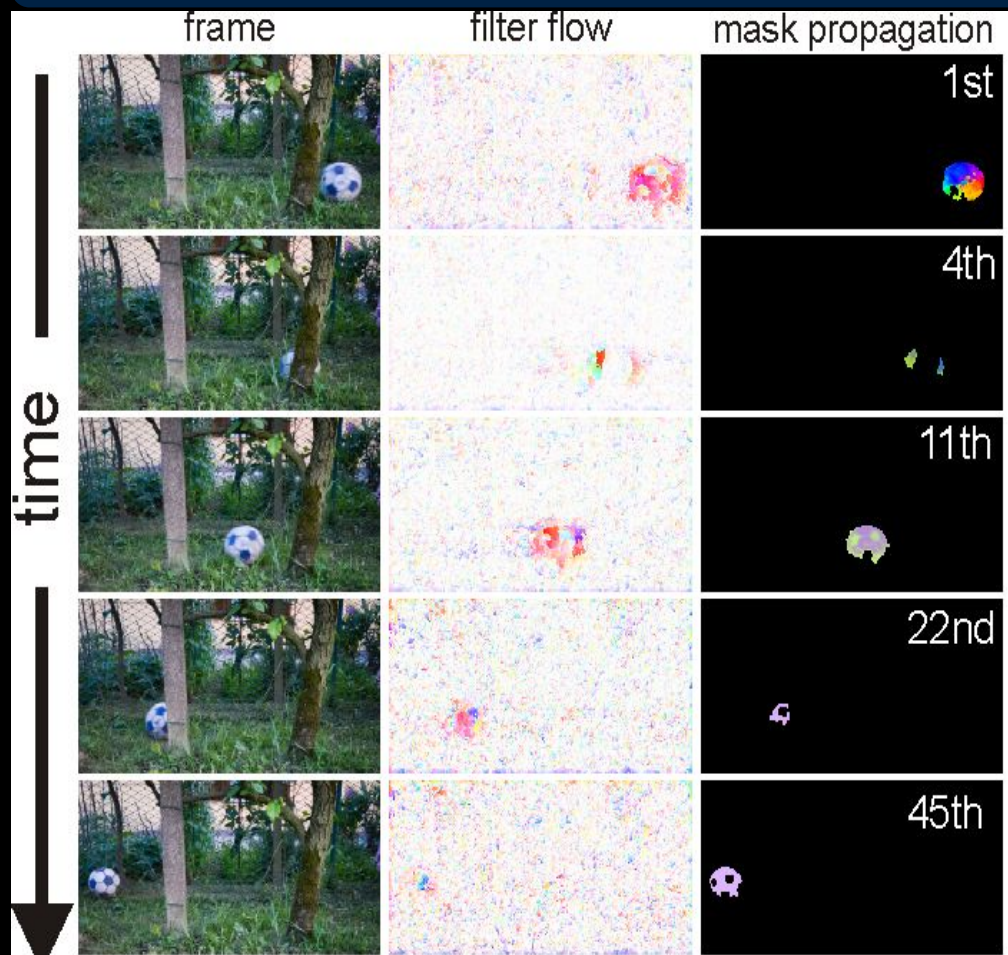 frame filter flow mask propagation
1st
4th
time
11th
22nd
45th